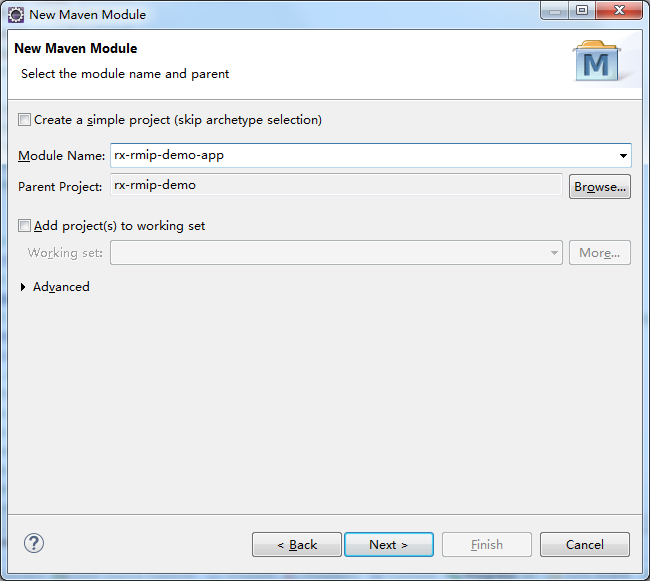 New Maven Module
New Maven Module
Select the module name and parent
M
Create a simple project (skip archetype selection)
Module Name: rx-rmip-demo-app
Parent Project: rx-rmip-demo Browse...
Add project(s) to working set
Working set: More...
Advanced
? < Back Next > Finish Cancel